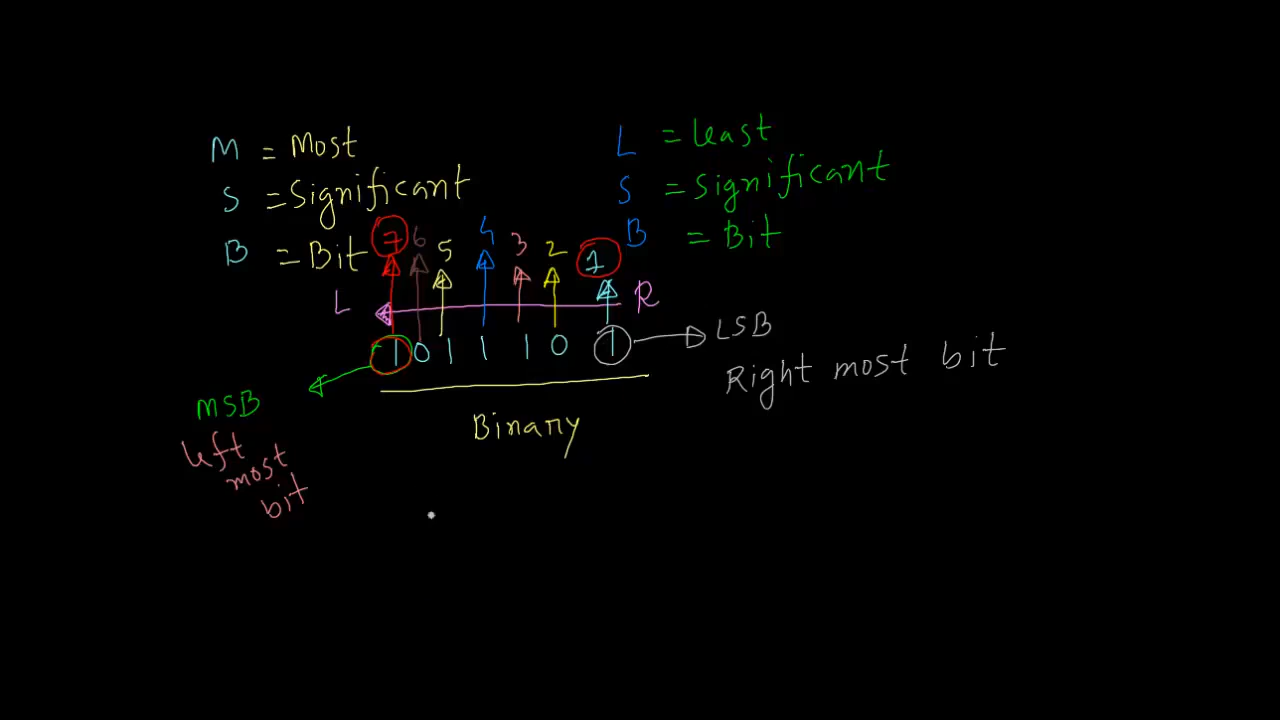 M = Most
S = Significant
B = Bit
L = Least
S = Significant
B = Bit
7 6 5 4 3 2 1
L R
1 0 1 1 1 0 1
LSB
Right most bit
MSB
left
most
bit
Binary